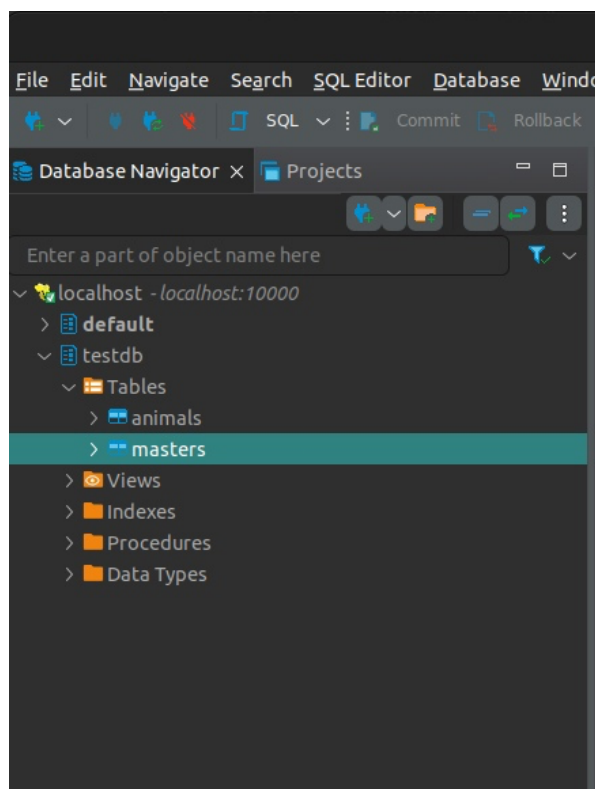 File Edit Navigate Search SQL Editor Database
SQL Commit Rollback
Database Navigator Projects
Enter a part of object name here
localhost - localhost:10000
default
testdb
Tables
animals
masters
Views
Indexes
Procedures
Data Types